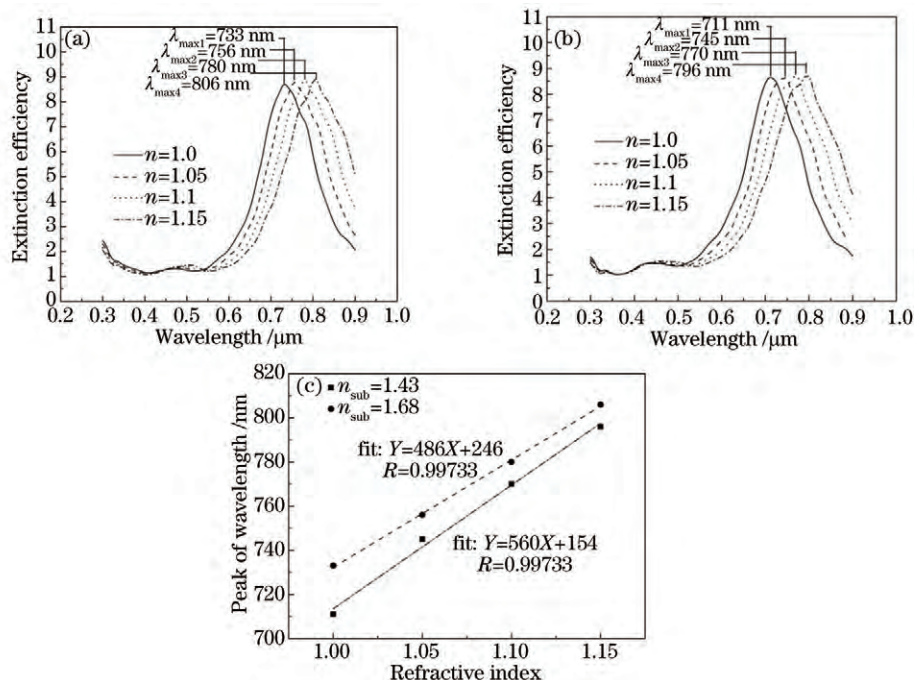 (a)
λmax1=733 nm
λmax2=756 nm
λmax3=780 nm
λmax4=806 nm
n=1.0
n=1.05
n=1.1
n=1.15
Extinction efficiency
11
10
9
8
7
6
5
4
3
2
1
0
0.2 0.3 0.4 0.5 0.6 0.7 0.8 0.9 1.0
Wavelength /μm
(b)
λmax1=711 nm
λmax2=745 nm
λmax3=770 nm
λmax4=796 nm
n=1.0
n=1.05
n=1.1
n=1.15
Extinction efficiency
11
10
9
8
7
6
5
4
3
2
1
0
0.2 0.3 0.4 0.5 0.6 0.7 0.8 0.9 1.0
Wavelength /μm
(c)
nsub=1.43
nsub=1.68
fit: Y=486X+246
R=0.99733
fit: Y=560X+154
R=0.99733
Peak of wavelength /nm
820
800
780
760
740
720
700
1.00 1.05 1.10 1.15
Refractive index